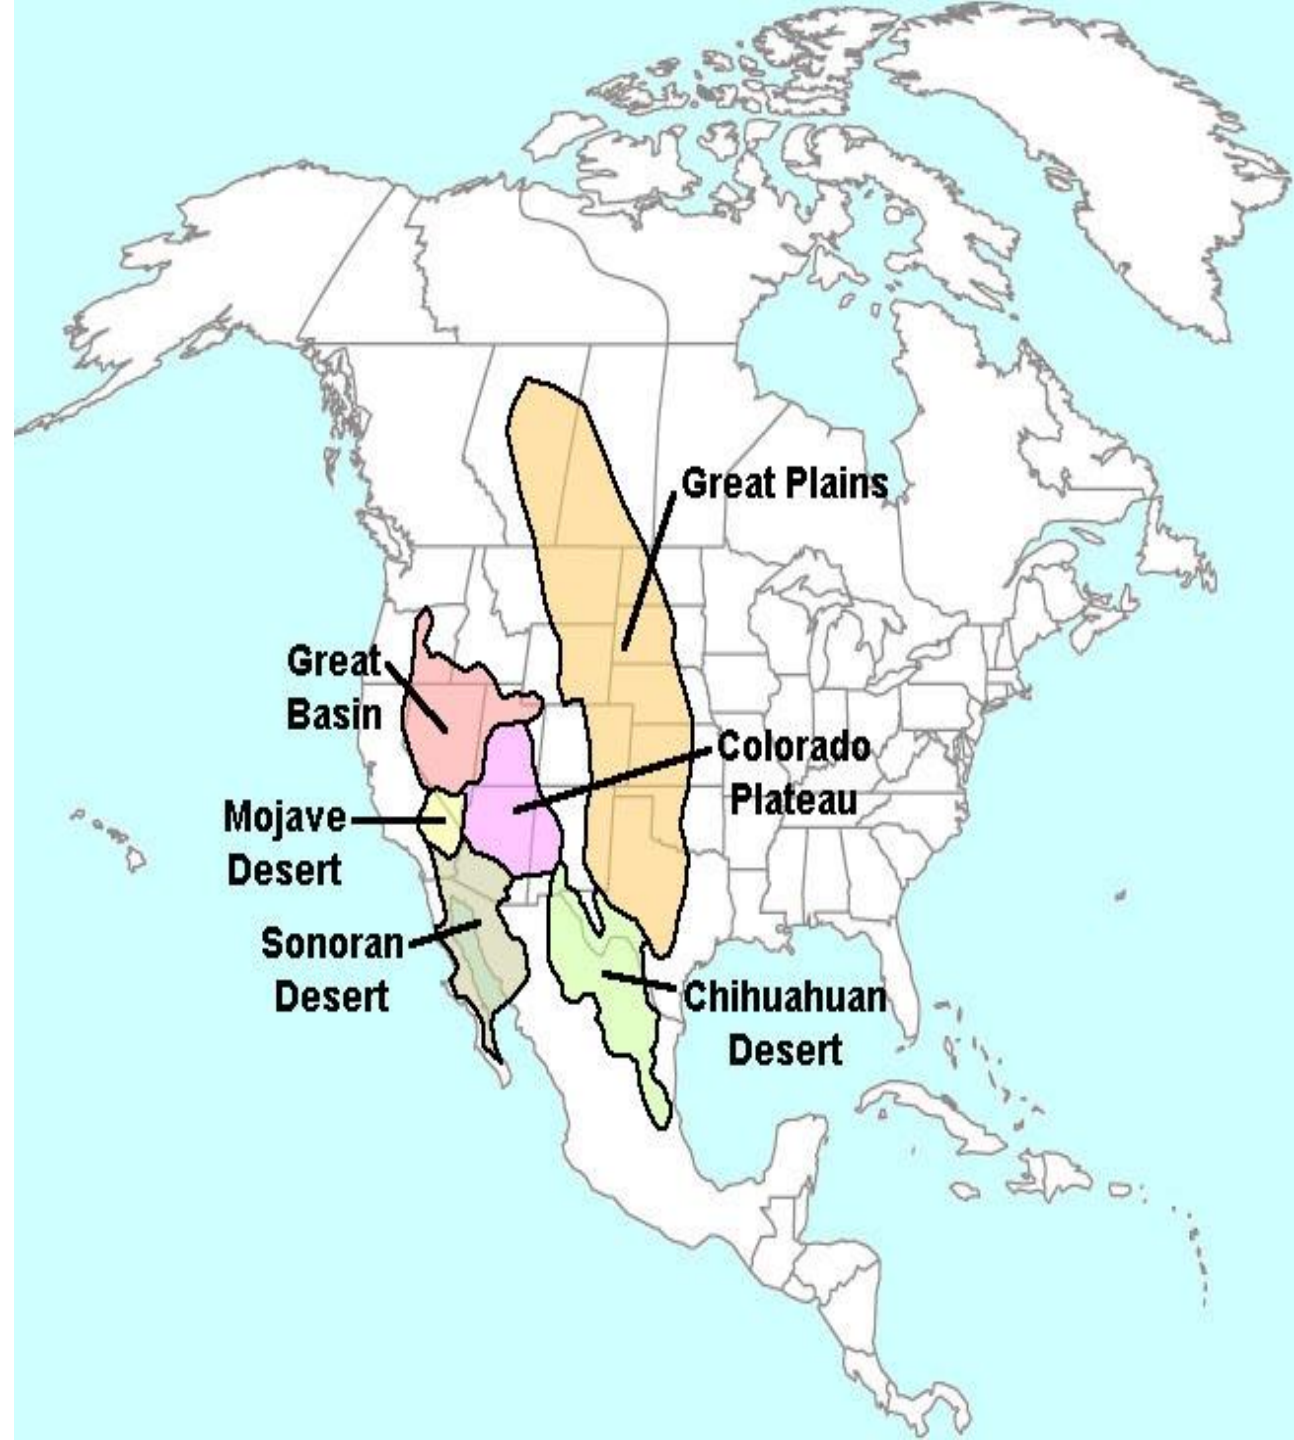 Great Plains
Great
Basin
Colorado
Plateau
Mojave
Desert
Sonoran
Desert
Chihuahuan
Desert